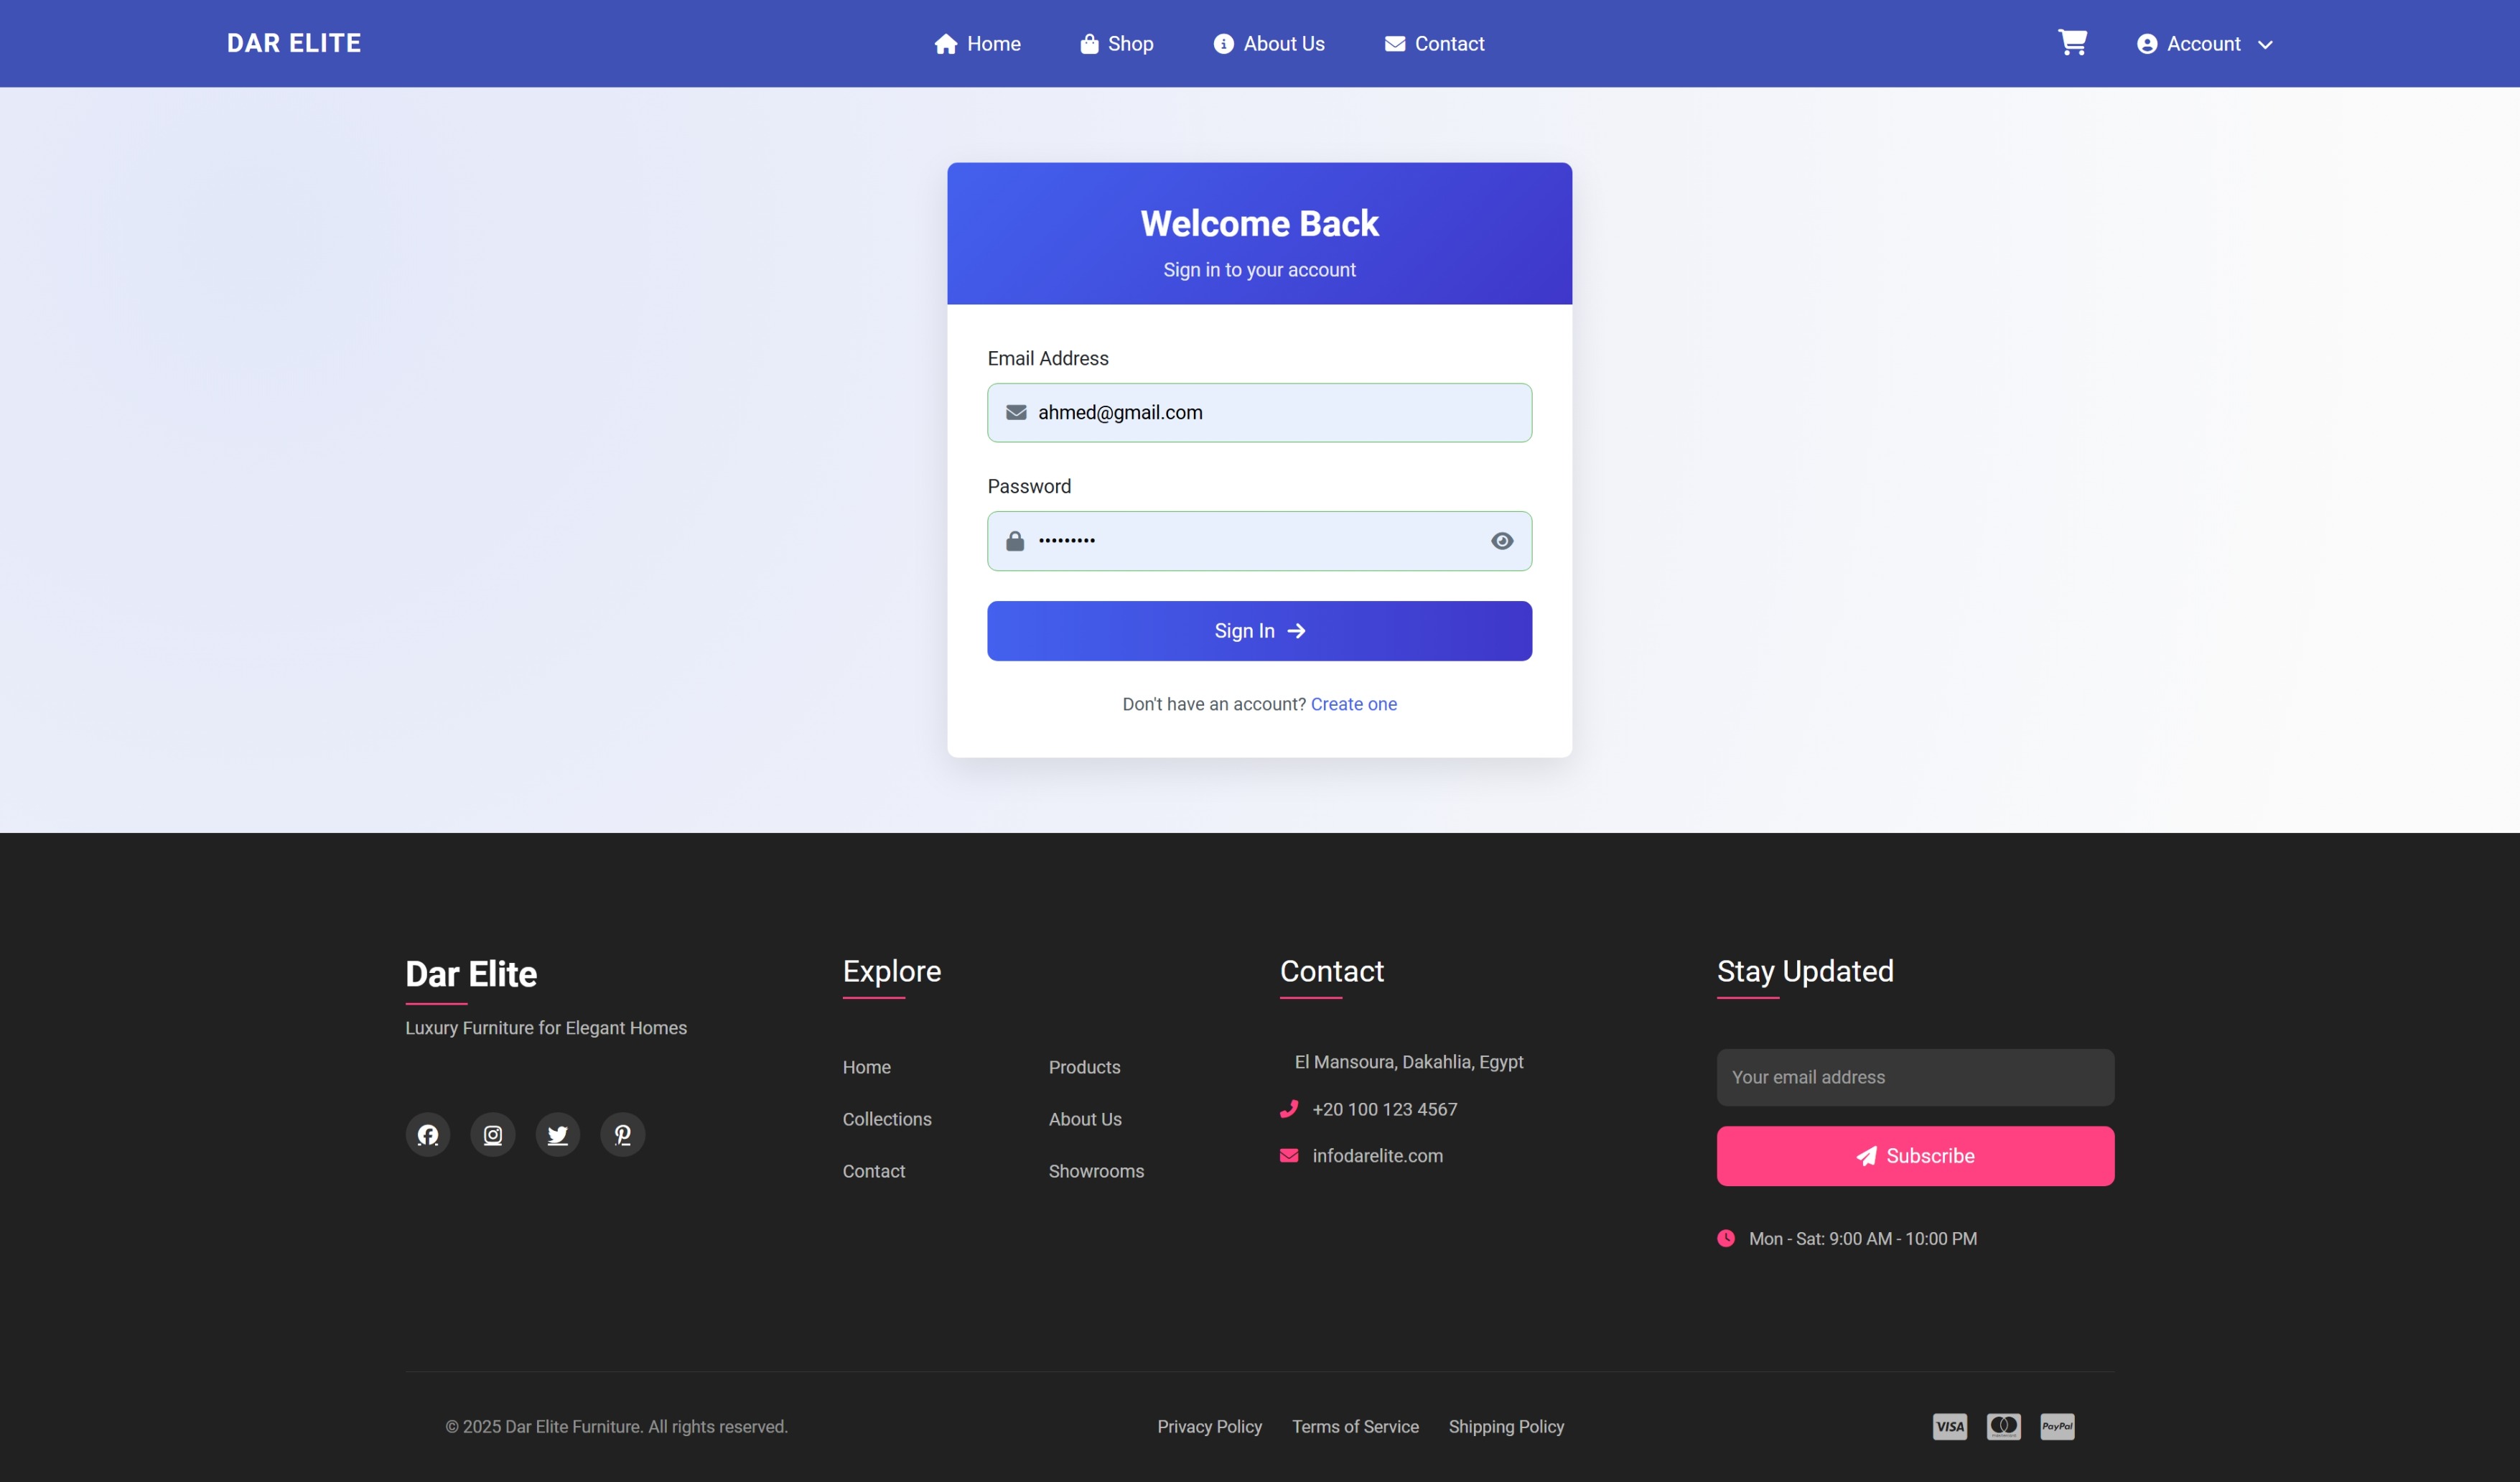 DAR ELITE
Home
Shop
About Us
Contact
Account
Welcome Back
Sign in to your account
Email Address
ahmed@gmail.com
Password
•••••••••
Sign In
Don't have an account? Create one
Dar Elite
Luxury Furniture for Elegant Homes
Explore
Home
Products
Collections
About Us
Contact
Showrooms
Contact
El Mansoura, Dakahlia, Egypt
+20 100 123 4567
infodarelite.com
Stay Updated
Your email address
Subscribe
Mon - Sat: 9:00 AM - 10:00 PM
© 2025 Dar Elite Furniture. All rights reserved.
Privacy Policy
Terms of Service
Shipping Policy
VISA
PayPal